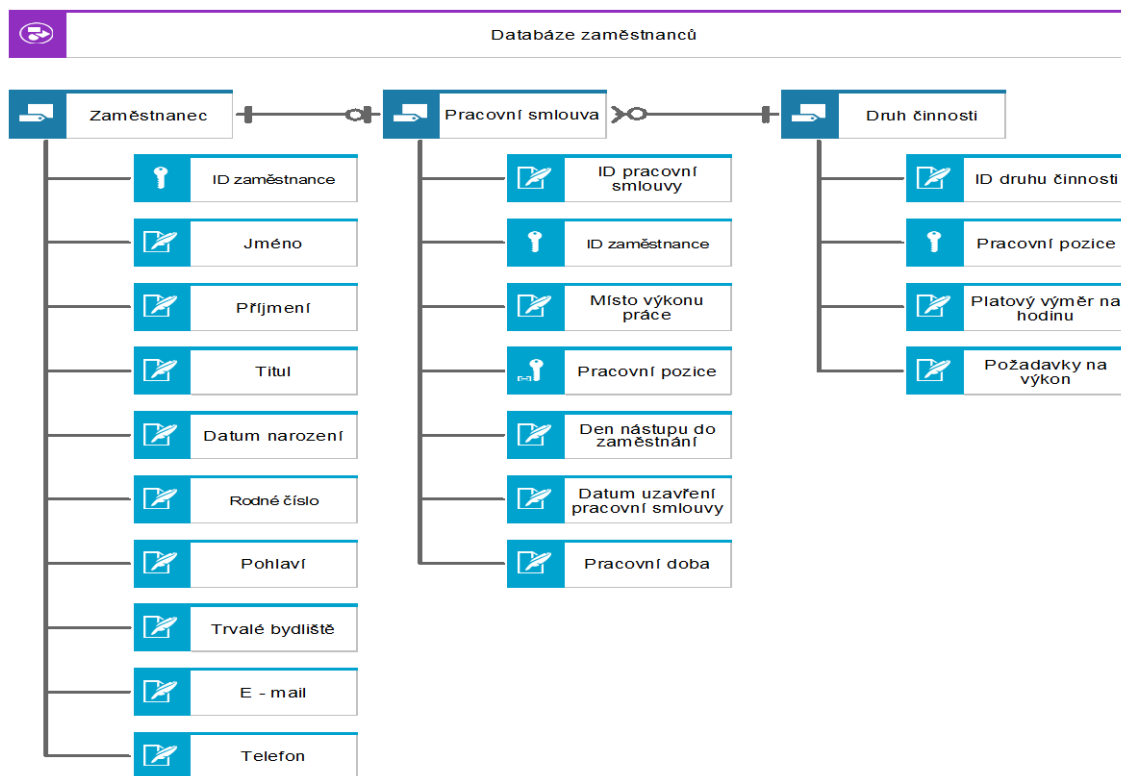 Databáze zaměstnanců
Zaměstnanec
Pracovní smlouva
Druh činnosti
ID zaměstnance
Jméno
Příjmení
Titul
Datum narození
Rodné číslo
Pohlaví
Trvalé bydliště
E - mail
Telefon
ID pracovní
smlouvy
ID zaměstnance
Místo výkonu
práce
Pracovní pozice
Den nástupu do
zaměstnání
Datum uzavření
pracovní smlouvy
Pracovní doba
ID druhu činnosti
Pracovní pozice
Platový výměr na
hodinu
Požadavky na
výkon